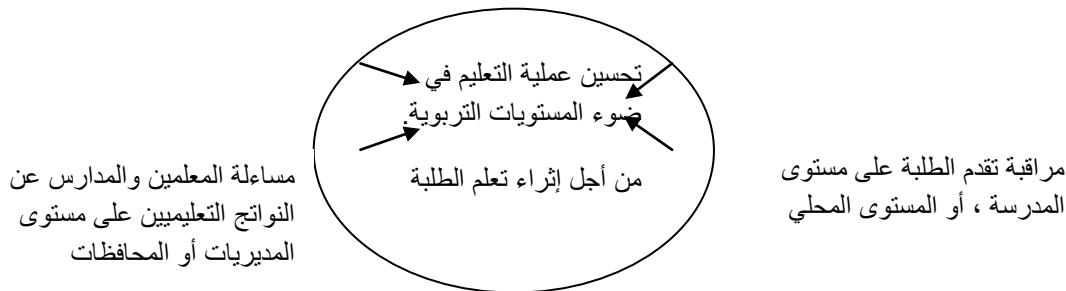 تحسين عملية التعليم في
ضوء المستويات التربوية.
من أجل إثراء تعلم الطلبة
مراقبة تقدم الطلبة على مستوى
المدرسة ، أو المستوى المحلي
مساءلة المعلمين والمدارس عن
النواتج التعليميين على مستوى
المديريات أو المحافظات